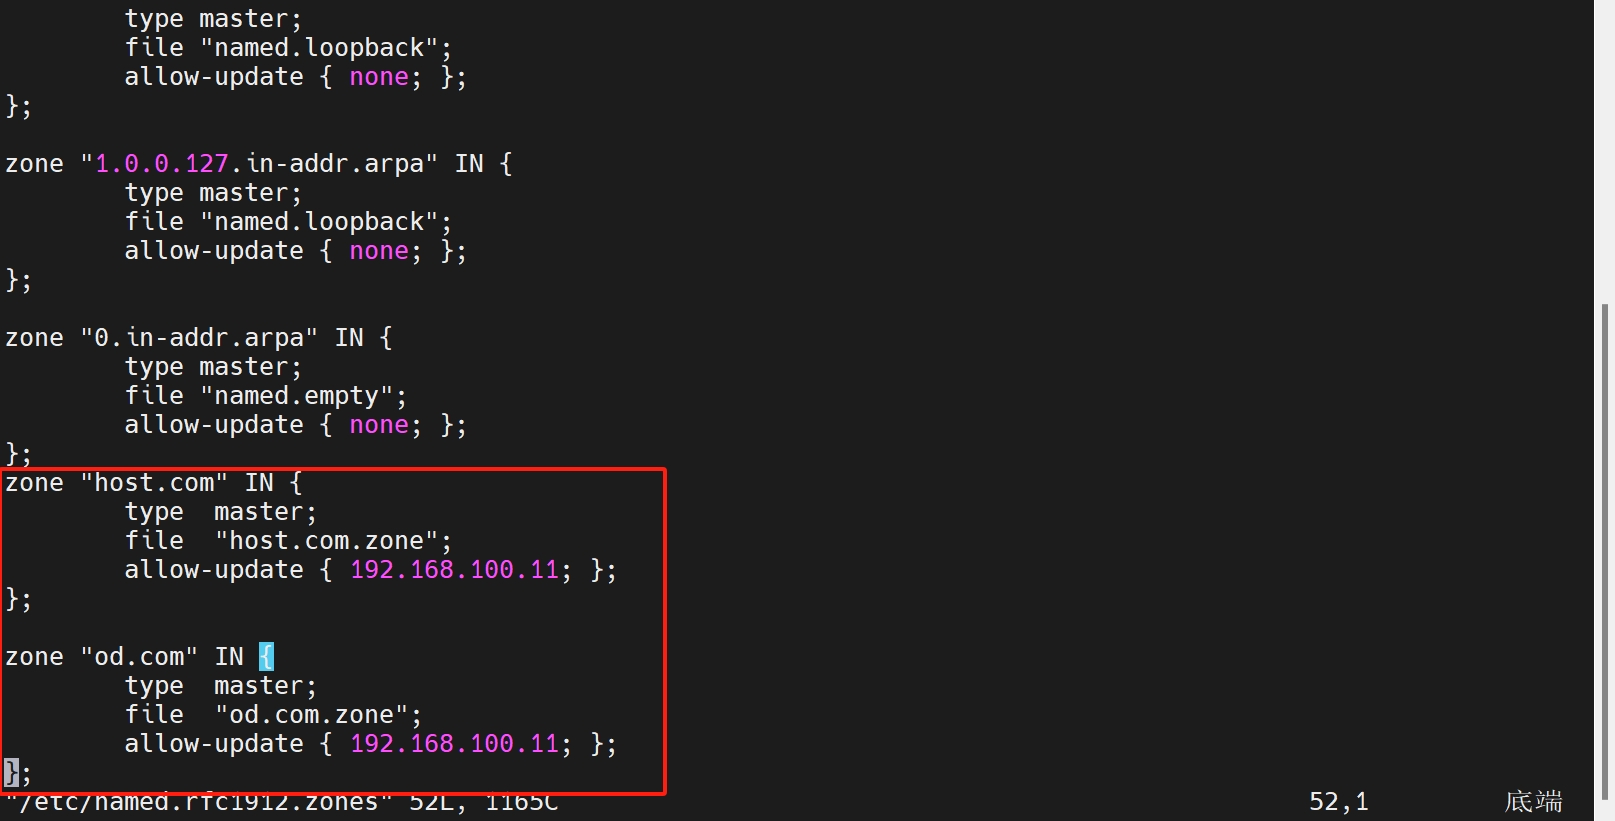 type master;
file "named.loopback";
allow-update { none; };
};
zone "1.0.0.127.in-addr.arpa" IN {
type master;
file "named.loopback";
allow-update { none; };
};
zone "0.in-addr.arpa" IN {
type master;
file "named.empty";
allow-update { none; };
};
zone "host.com" IN {
type  master;
file  "host.com.zone";
allow-update { 192.168.100.11; };
};
zone "od.com" IN {
type  master;
file  "od.com.zone";
allow-update { 192.168.100.11; };
};
"/etc/named.rfc1912.zones" 52L, 1165C 52,1 底端